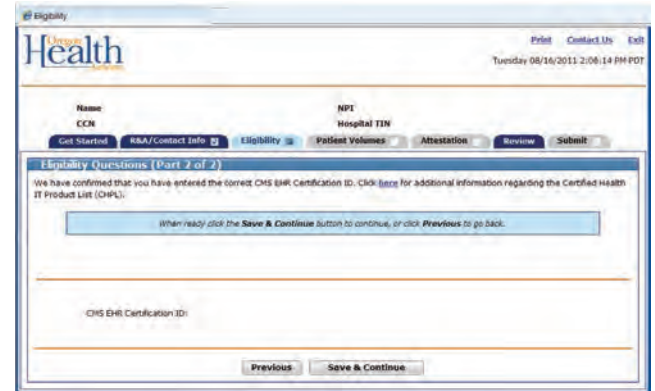 Eligibility
Oregon
Health
Print Contact Us Exit
Tuesday 08/16/2011 2:06:14 PM PDT
Name NPI
CCN Hospital TIN
Get Started R&A/Contact Info Eligibility Patient Volumes Attestation Review Submit
Eligibility Questions (Part 2 of 2)
We have confirmed that you have entered the correct CMS EHR Certification ID. Click here for additional information regarding the Certified Health
IT Product List (CHPL).
When ready click the Save & Continue button to continue, or click Previous to go back.
CMS EHR Certification ID:
Previous Save & Continue